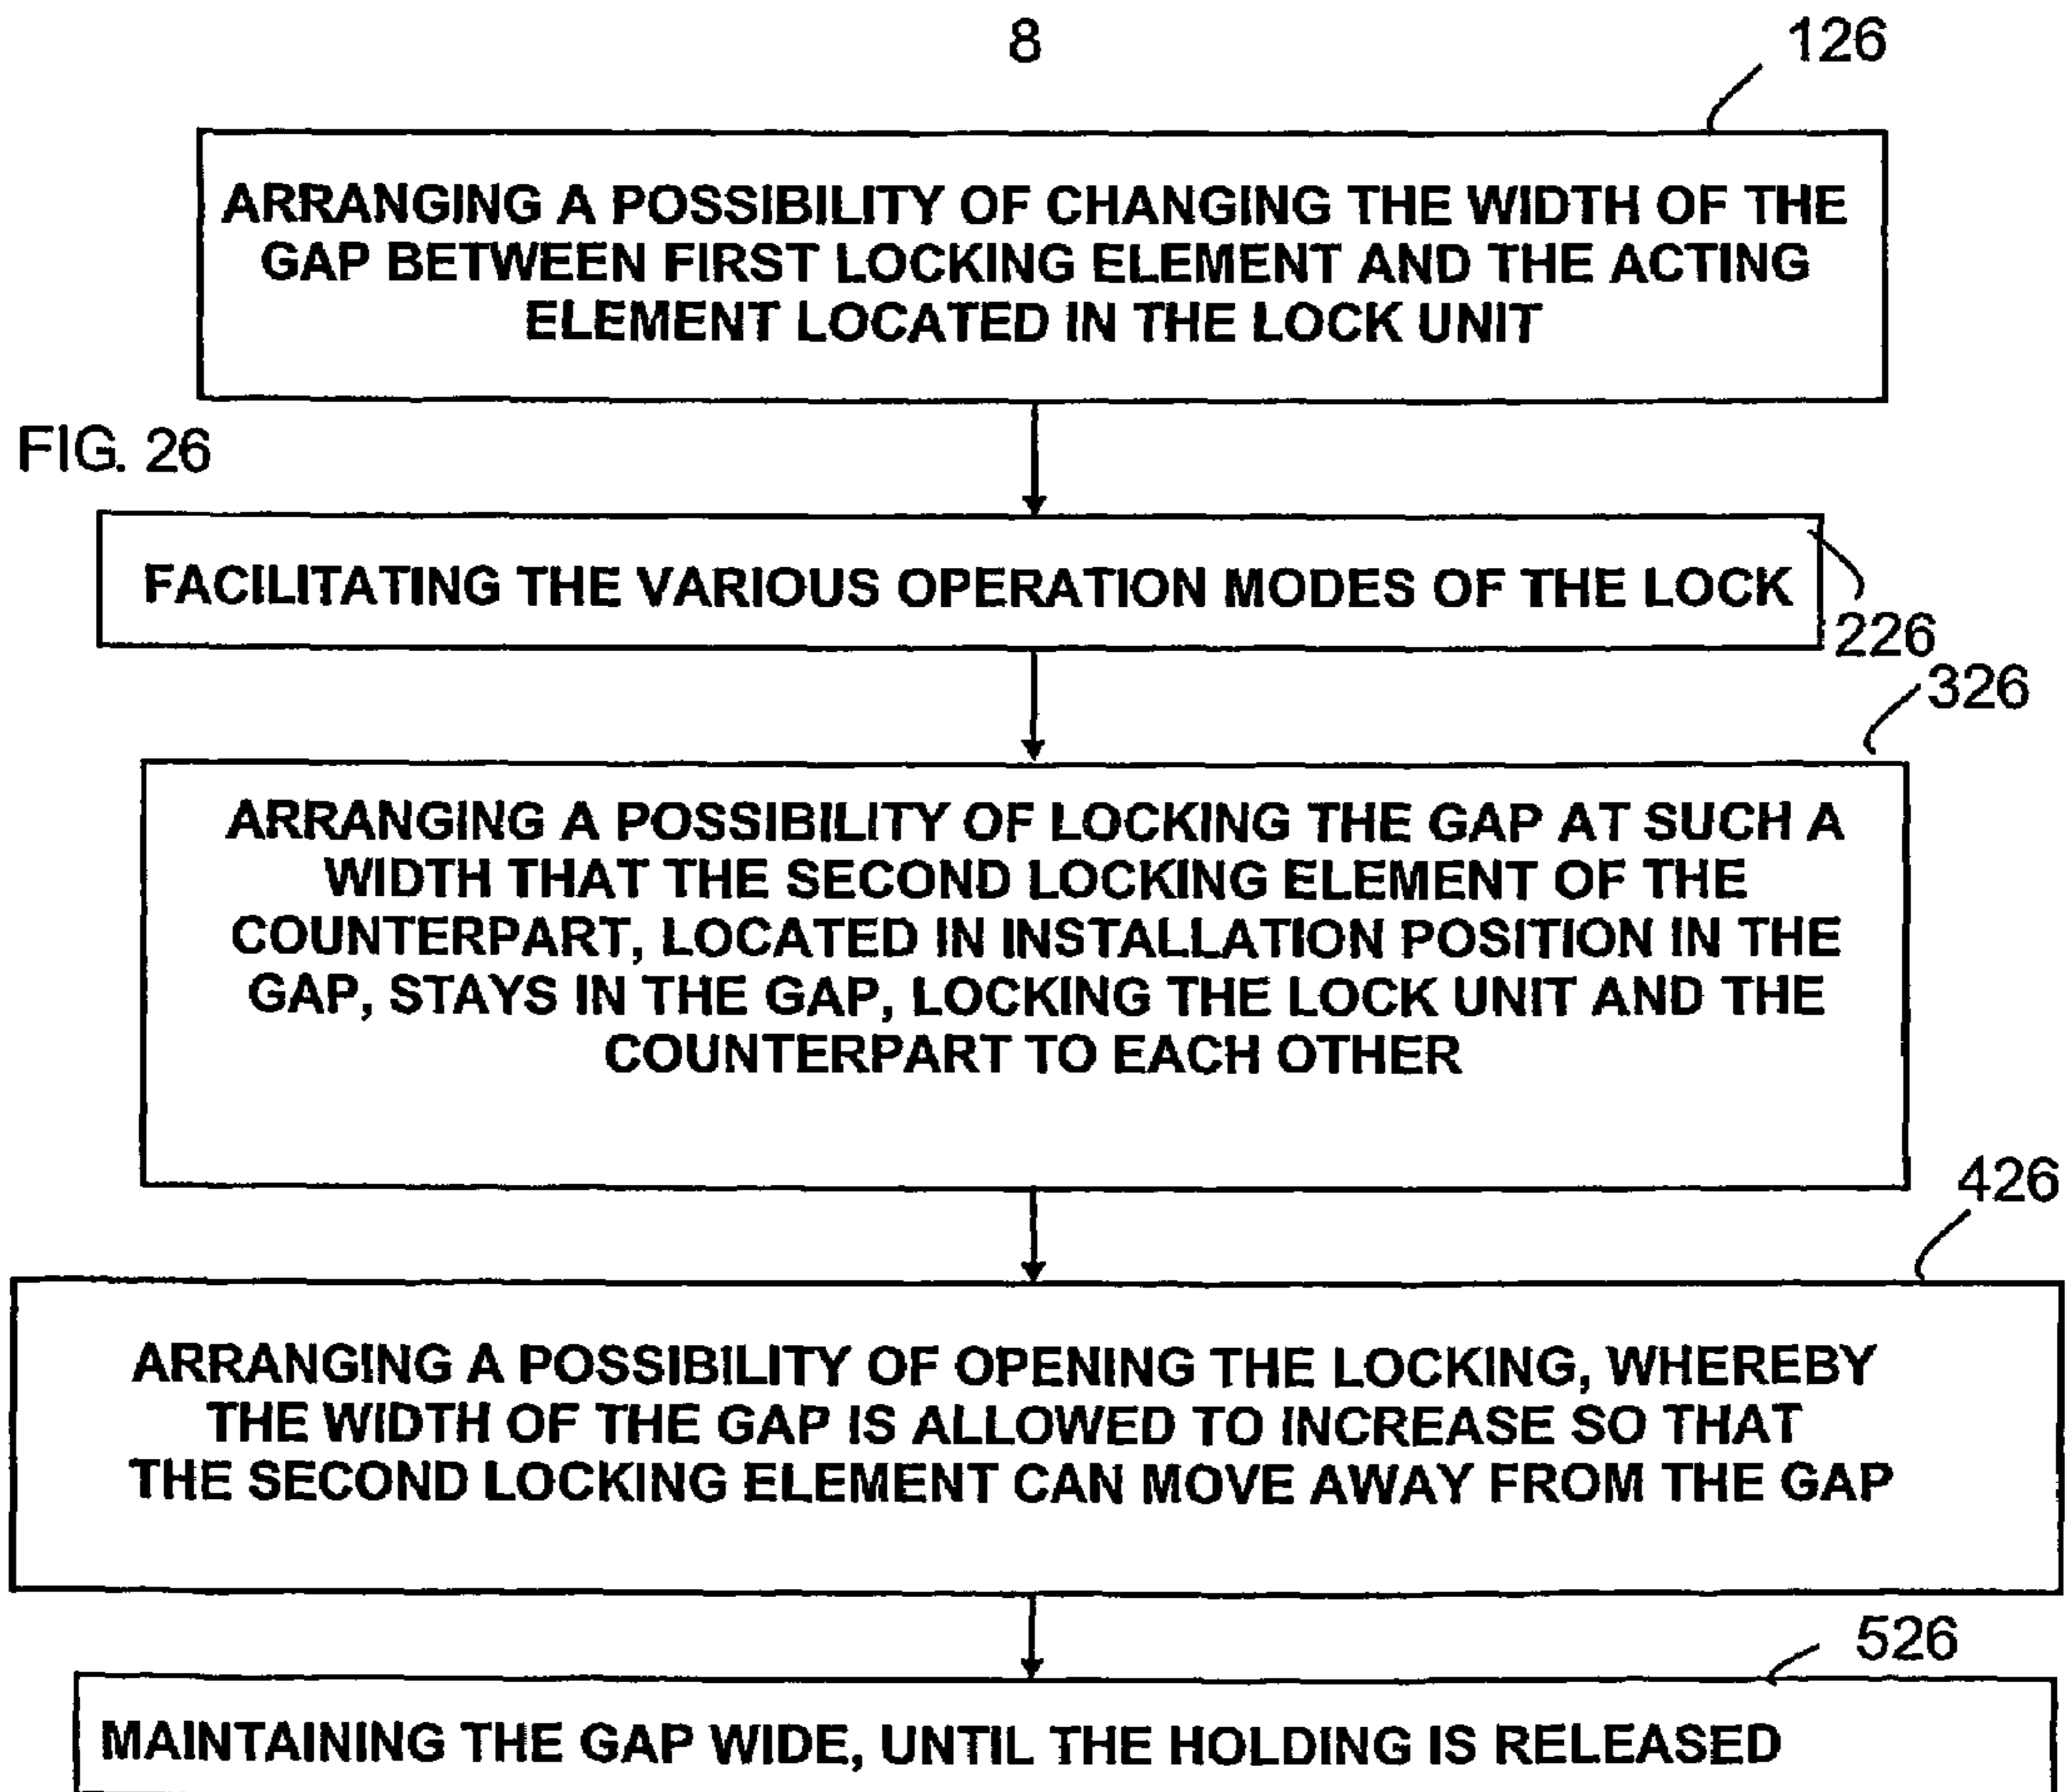 8
126
ARRANGING A POSSIBILITY OF CHANGING THE WIDTH OF THE
GAP BETWEEN FIRST LOCKING ELEMENT AND THE ACTING
ELEMENT LOCATED IN THE LOCK UNIT
FIG. 26
FACILITATING THE VARIOUS OPERATION MODES OF THE LOCK
226
326
ARRANGING A POSSIBILITY OF LOCKING THE GAP AT SUCH A
WIDTH THAT THE SECOND LOCKING ELEMENT OF THE
COUNTERPART, LOCATED IN INSTALLATION POSITION IN THE
GAP, STAYS IN THE GAP, LOCKING THE LOCK UNIT AND THE
COUNTERPART TO EACH OTHER
426
ARRANGING A POSSIBILITY OF OPENING THE LOCKING, WHEREBY
THE WIDTH OF THE GAP IS ALLOWED TO INCREASE SO THAT
THE SECOND LOCKING ELEMENT CAN MOVE AWAY FROM THE GAP
526
MAINTAINING THE GAP WIDE, UNTIL THE HOLDING IS RELEASED